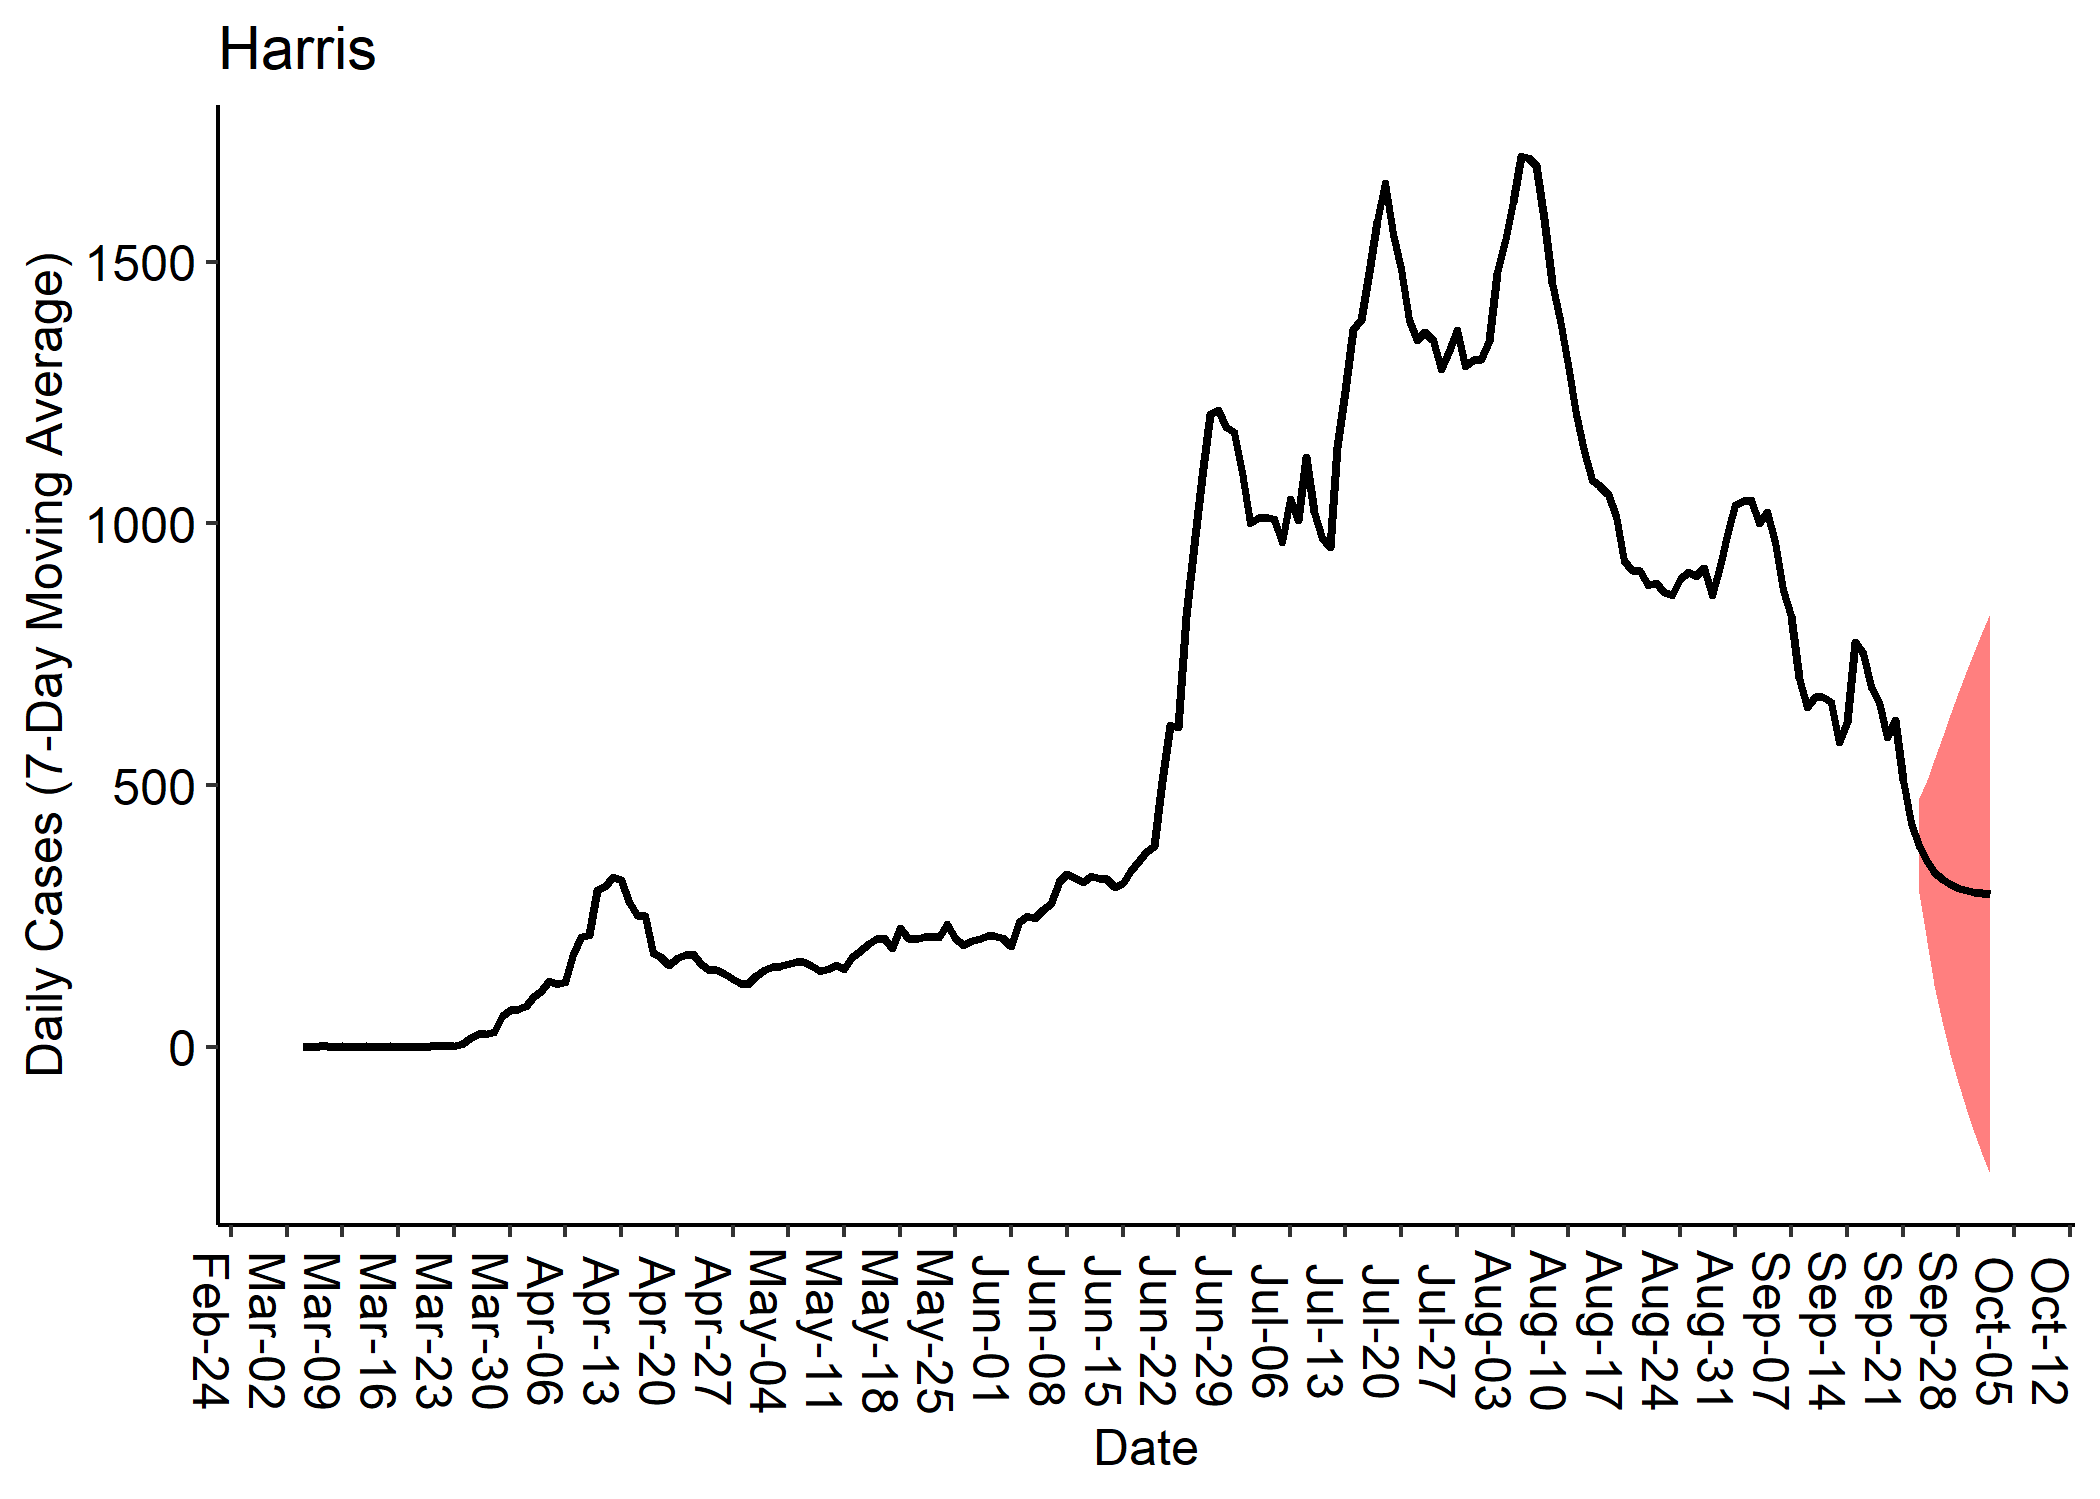 Harris
Daily Cases (7-Day Moving Average)
1500
1000
500
0
Feb-24
Mar-02
Mar-09
Mar-16
Mar-23
Mar-30
Apr-06
Apr-13
Apr-20
Apr-27
May-04
May-11
May-18
May-25
Jun-01
Jun-08
Jun-15
Jun-22
Jun-29
Jul-06
Jul-13
Jul-20
Jul-27
Aug-03
Aug-10
Aug-17
Aug-24
Aug-31
Sep-07
Sep-14
Sep-21
Sep-28
Oct-05
Oct-12
Date